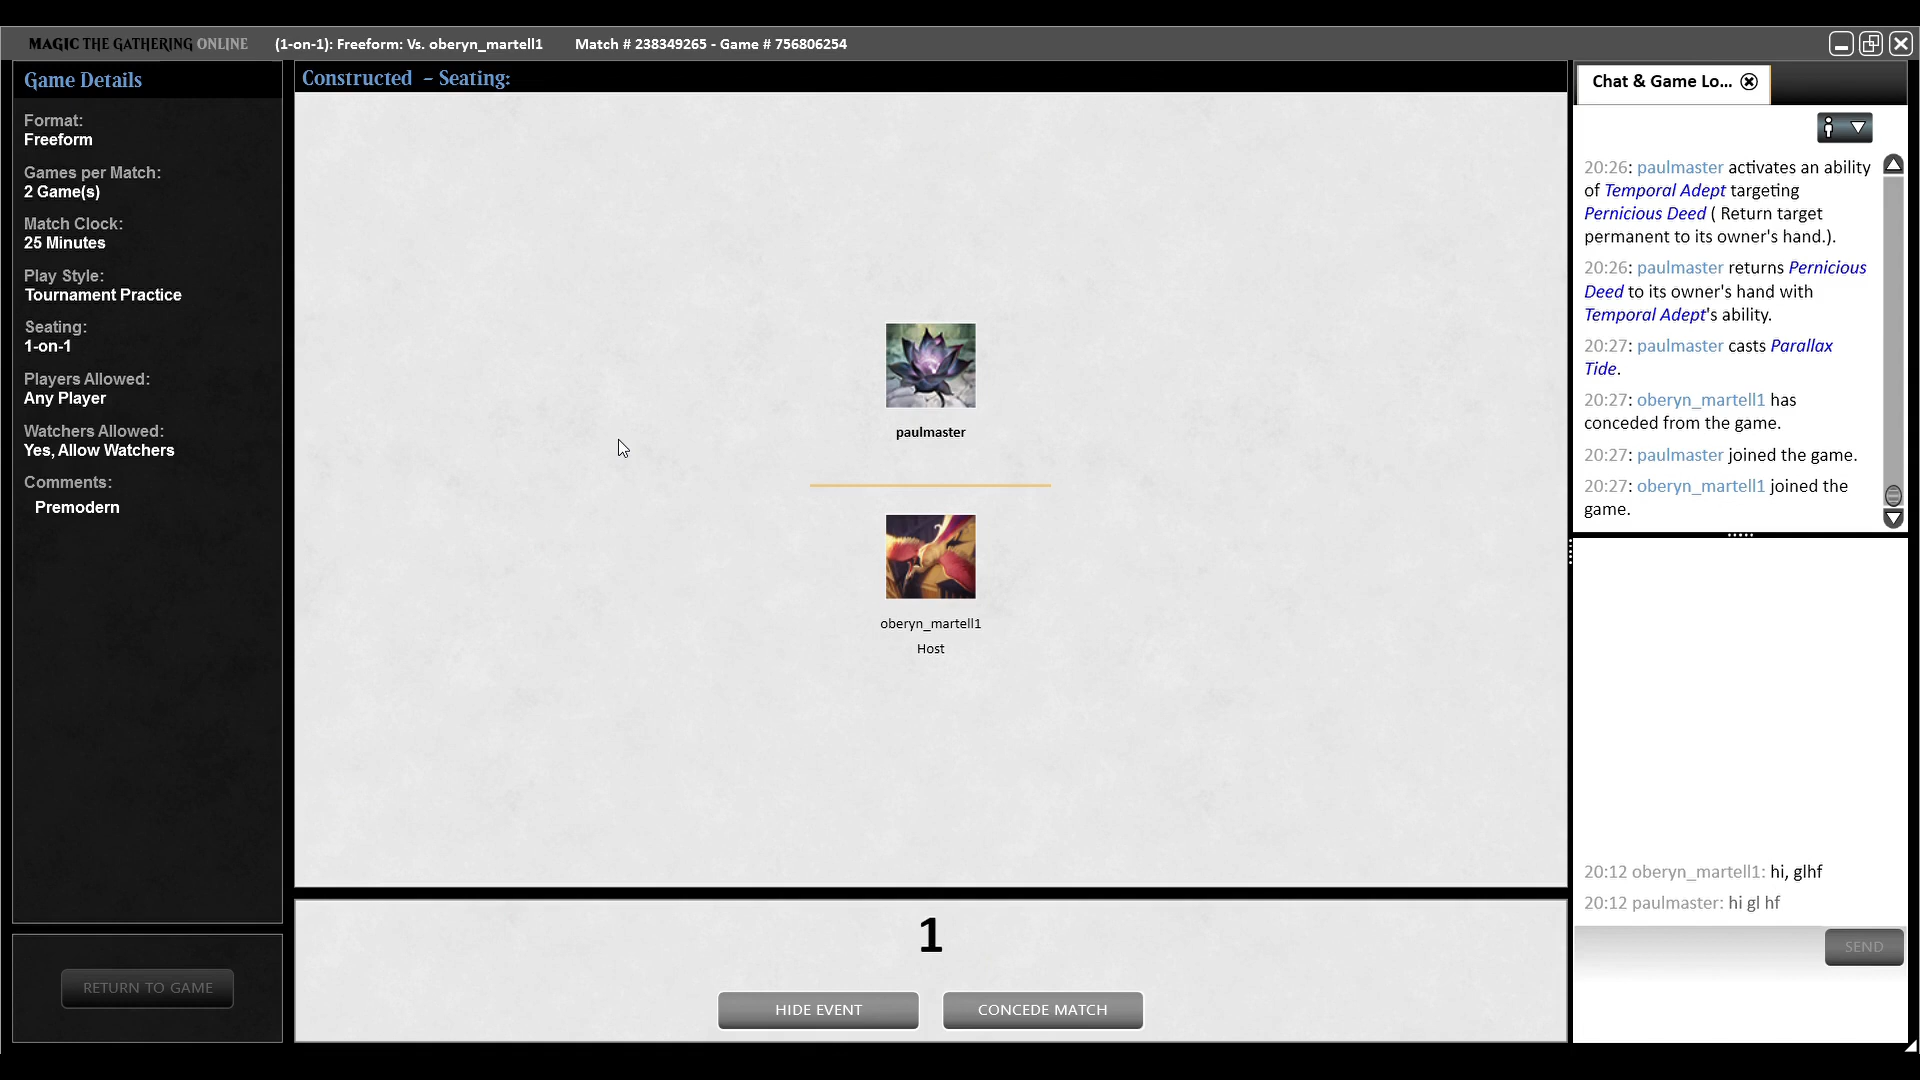 MAGIC THE GATHERING ONLINE
(1-on-1): Freeform: Vs. oberyn_martell1
Match # 238349265 - Game # 756806254
Game Details
Format:
Freeform
Games per Match:
2 Game(s)
Match Clock:
25 Minutes
Play Style:
Tournament Practice
Seating:
1-on-1
Players Allowed:
Any Player
Watchers Allowed:
Yes, Allow Watchers
Comments:
Premodern
RETURN TO GAME
Constructed – Seating:
paulmaster
oberyn_martell1
Host
1
HIDE EVENT
CONCEDE MATCH
Chat & Game Lo...
20:26: paulmaster activates an ability
of Temporal Adept targeting
Pernicious Deed ( Return target
permanent to its owner's hand.).
20:26: paulmaster returns Pernicious
Deed to its owner's hand with
Temporal Adept's ability.
20:27: paulmaster casts Parallax
Tide.
20:27: oberyn_martell1 has
conceded from the game.
20:27: paulmaster joined the game.
20:27: oberyn_martell1 joined the
game.
20:12 oberyn_martell1: hi, glhf
20:12 paulmaster: hi gl hf
SEND